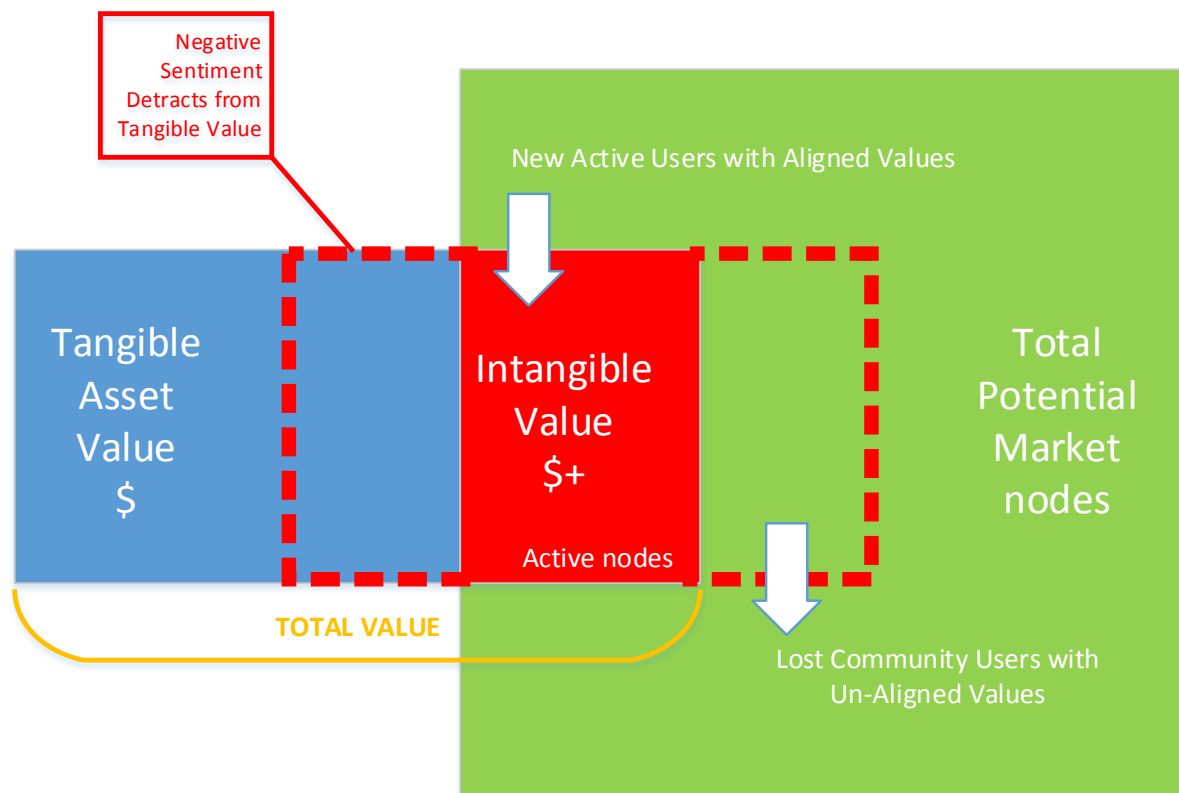 Negative
Sentiment
Detracts from
Tangible Value
New Active Users with Aligned Values
Tangible
Asset
Value
$
Intangible
Value
$+
Active nodes
Total
Potential
Market
nodes
TOTAL VALUE
Lost Community Users with
Un-Aligned Values